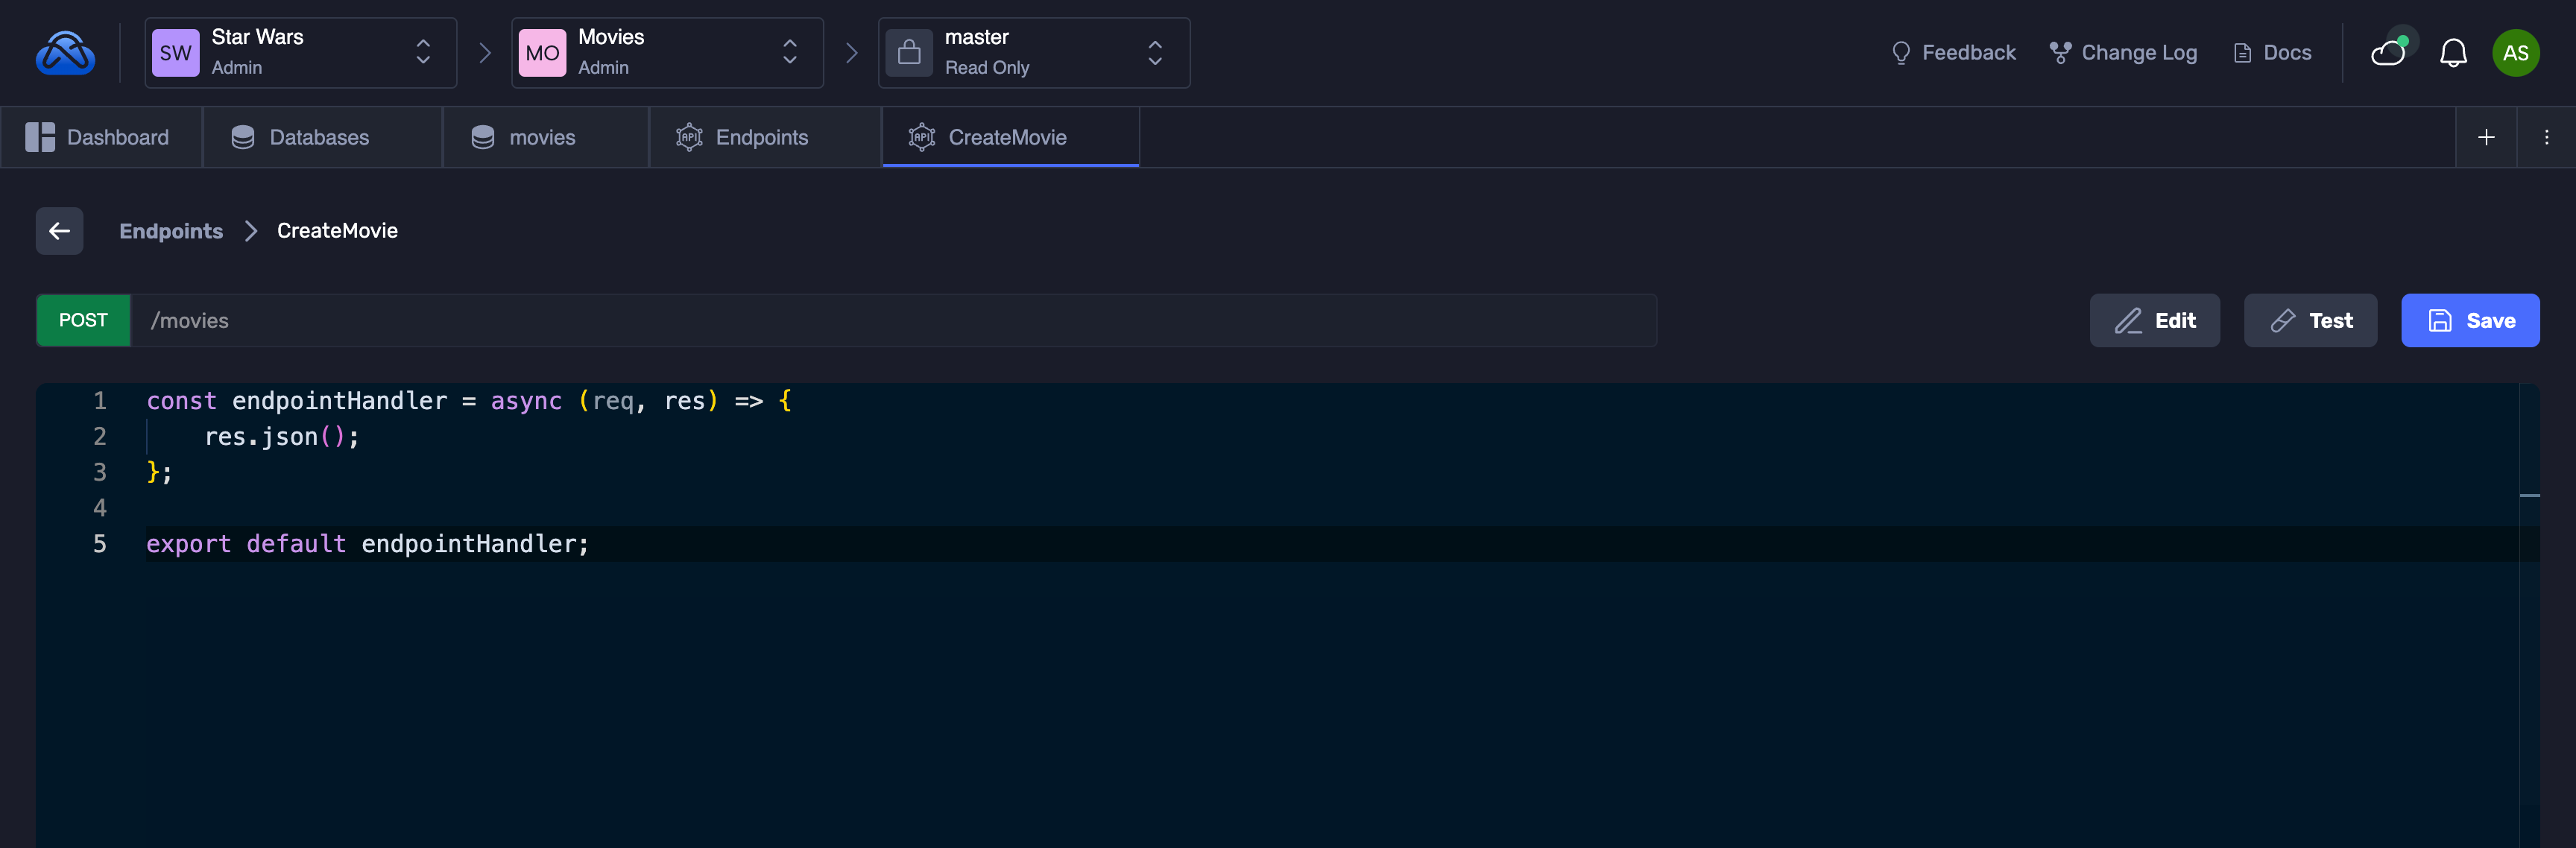 SW
Star Wars
Admin
MO
Movies
Admin
master
Read Only
Feedback
Change Log
Docs
AS
Dashboard
Databases
movies
API
Endpoints
API
CreateMovie
Endpoints
CreateMovie
POST
/movies
Edit
Test
Save
1 const endpointHandler = async (req, res) => {
2 res.json();
3 };
4
5 export default endpointHandler;